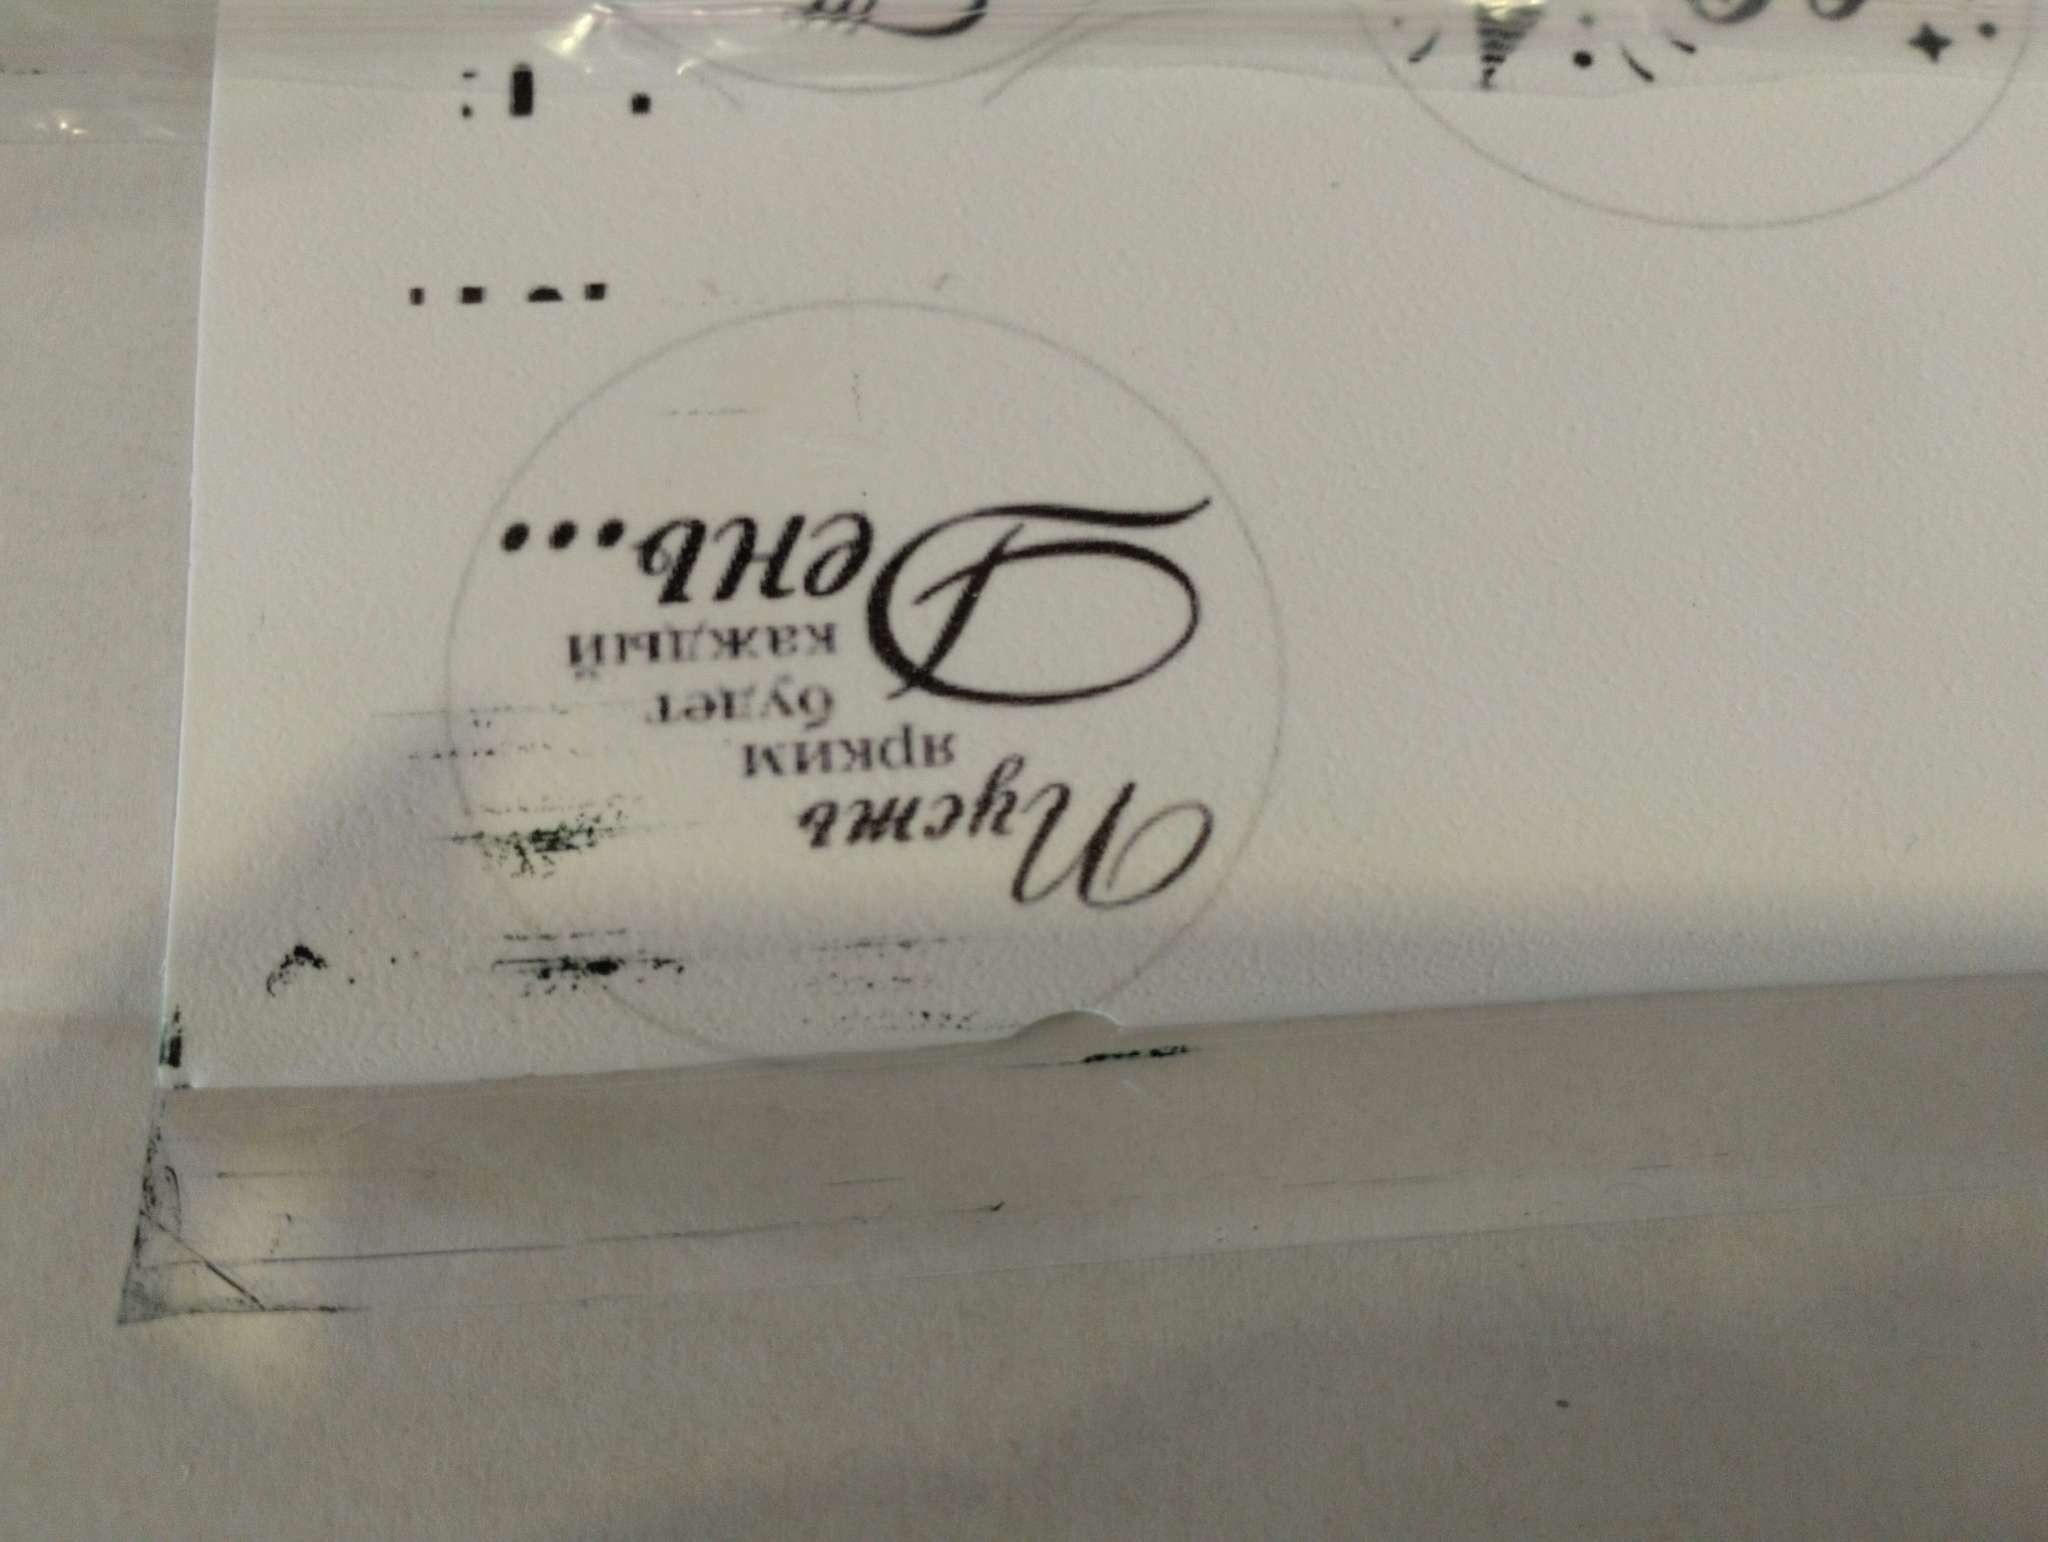 Пусть
ярким
будет
каждый
День...